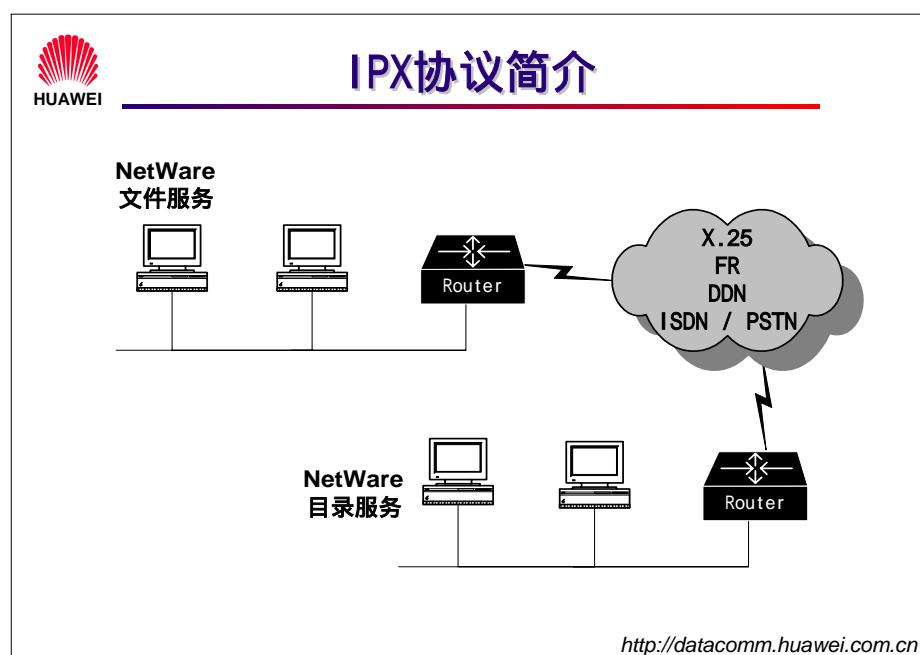 IPX协议简介
HUAWEI
NetWare
文件服务
Router
X.25
FR
DDN
ISDN / PSTN
NetWare
目录服务
Router
http://datacomm.huawei.com.cn